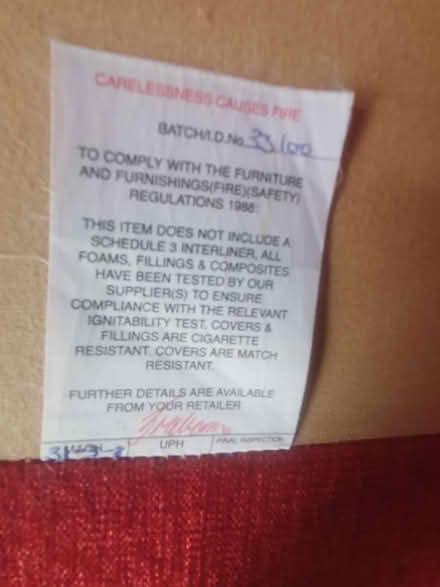 CARELESSNESS CAUSES FIRE
BATCH/I.D.No 33/00
TO COMPLY WITH THE FURNITURE
AND FURNISHINGS(FIRE)(SAFETY)
REGULATIONS 1988:
THIS ITEM DOES NOT INCLUDE A
SCHEDULE 3 INTERLINER, ALL
FOAMS, FILLINGS & COMPOSITES
HAVE BEEN TESTED BY OUR
SUPPLIER(S) TO ENSURE
COMPLIANCE WITH THE RELEVANT
IGNITABILITY TEST. COVERS &
FILLINGS ARE CIGARETTE
RESISTANT. COVERS ARE MATCH
RESISTANT.
FURTHER DETAILS ARE AVAILABLE
FROM YOUR RETAILER
UPH FINAL INSPECTION